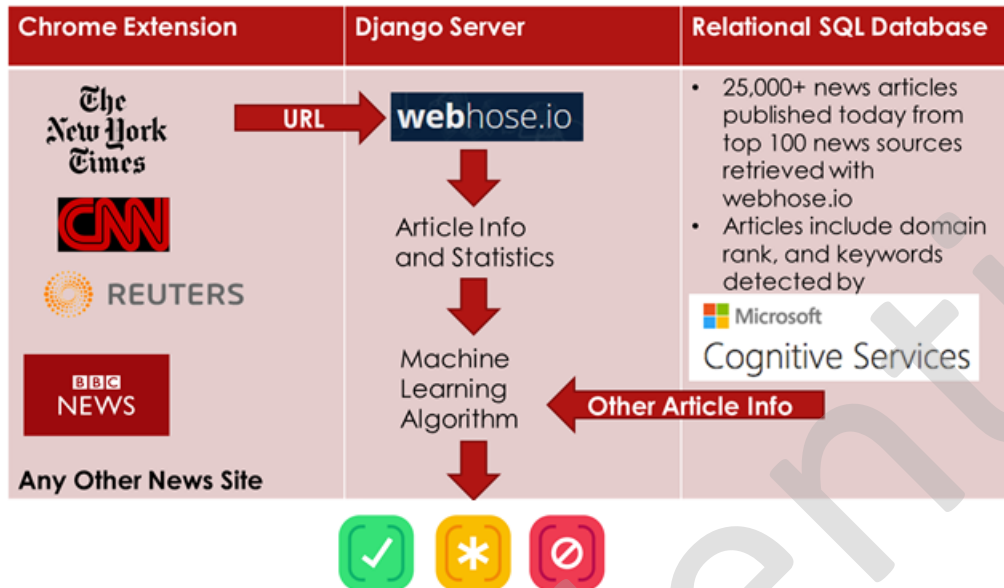 Chrome Extension
Django Server
Relational SQL Database
The
New York
Times
CNN
REUTERS
BBC
NEWS
Any Other News Site
URL
webhose.io
Article Info
and Statistics
Machine
Learning
Algorithm
• 25,000+ news articles
published today from
top 100 news sources
retrieved with
webhose.io
• Articles include domain
rank, and keywords
detected by
Microsoft
Cognitive Services
Other Article Info